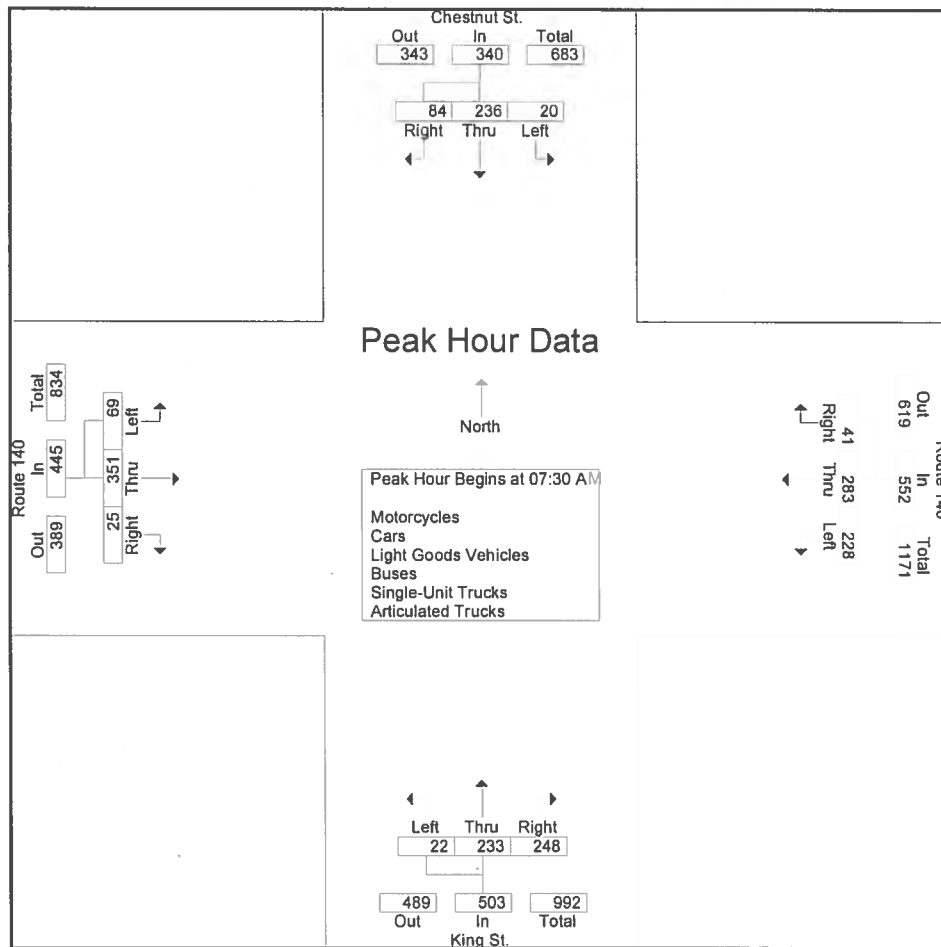 Chestnut St.
Out In Total
343 340 683
84 236 20
Right Thru Left
Peak Hour Data
North
Peak Hour Begins at 07:30 AM
Motorcycles
Cars
Light Goods Vehicles
Buses
Single-Unit Trucks
Articulated Trucks
Route 140
Out In Total
389 445 834
25 351 69
Right Thru Left
Route 140
Out In Total
619 552 1171
41 283 228
Right Thru Left
Left Thru Right
22 233 248
489 503 992
Out In Total
King St.